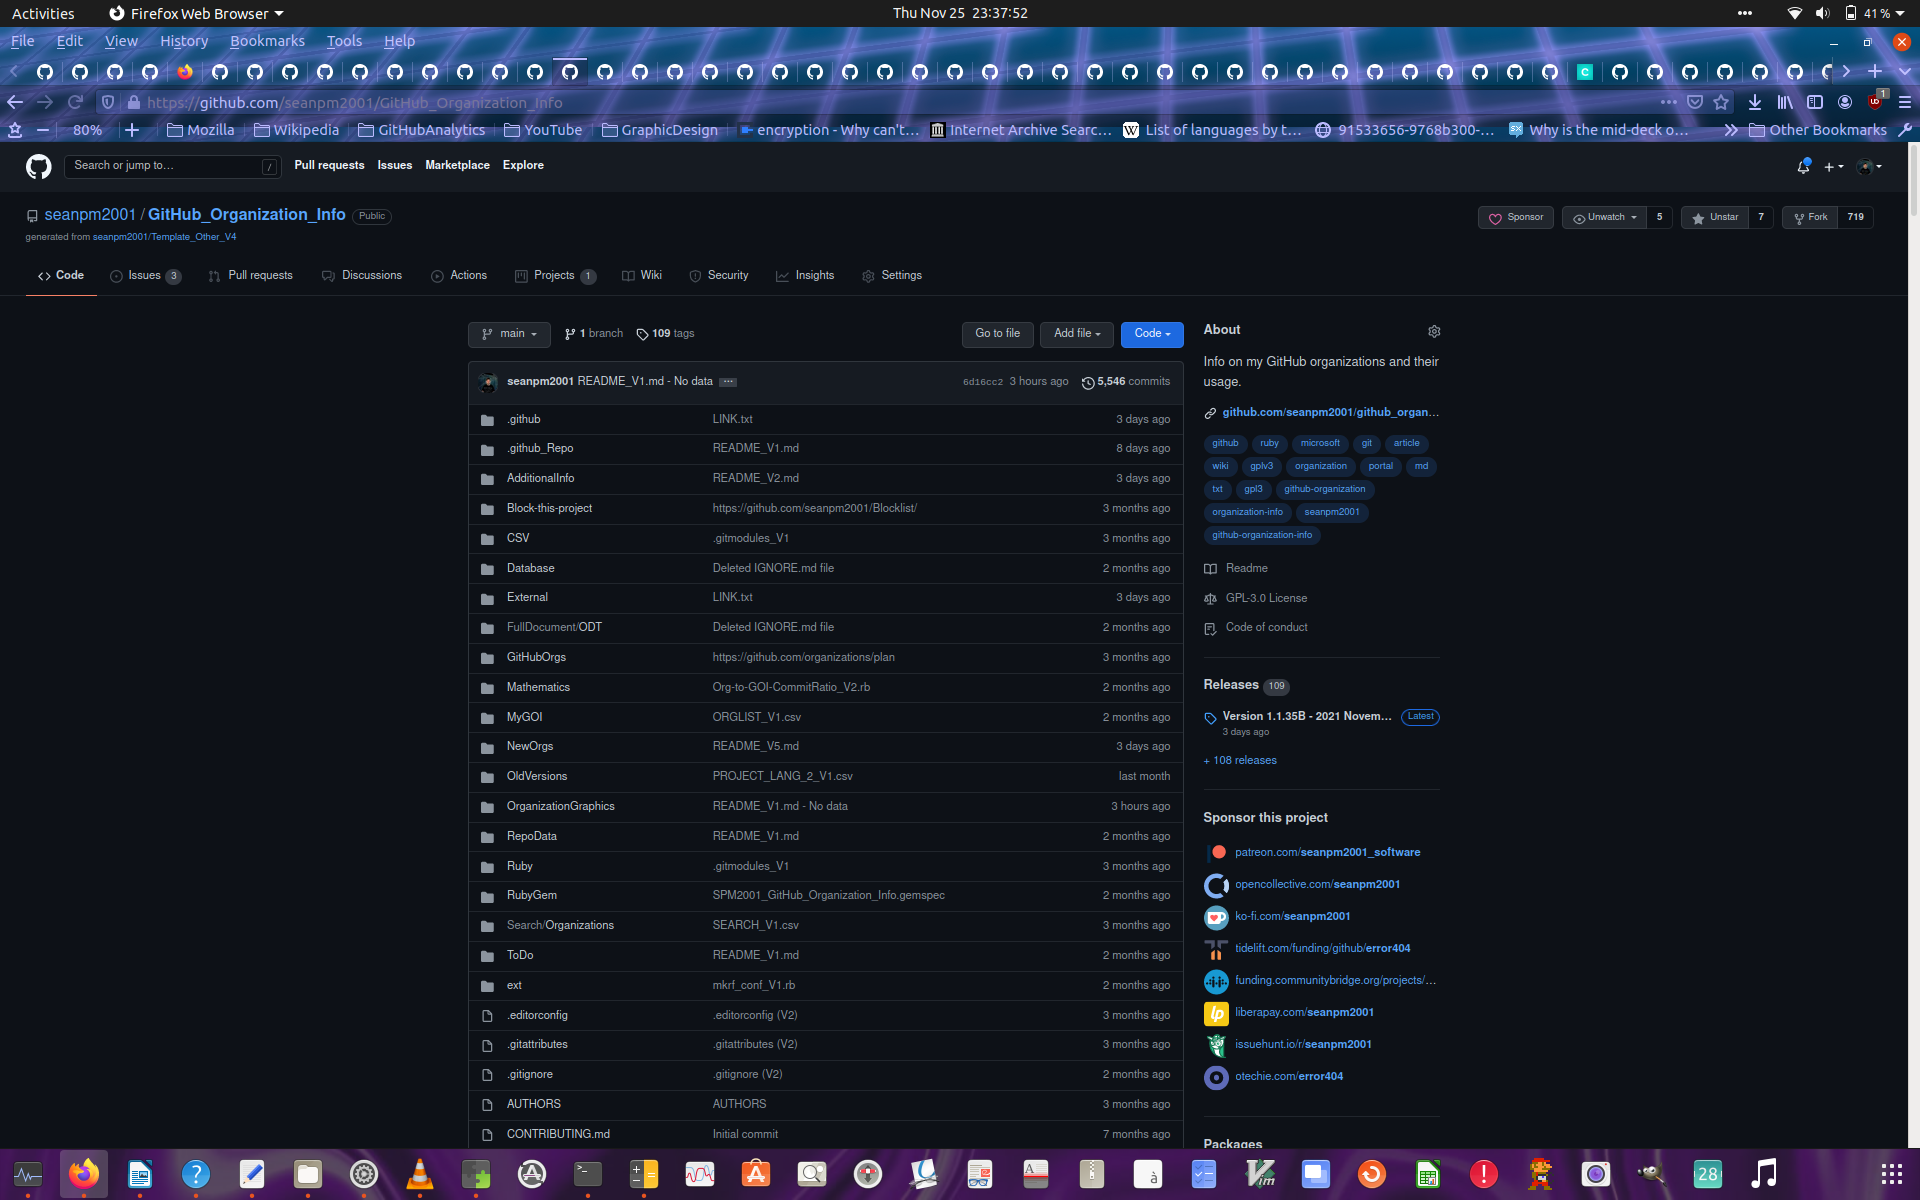 Activities
Firefox Web Browser
Thu Nov 25 23:37:52
41 %
File Edit View History Bookmarks Tools Help
https://github.com/seanpm2001/GitHub_Organization_Info
1
80%
Mozilla
Wikipedia
GitHubAnalytics
YouTube
GraphicDesign
encryption - Why can't…
Internet Archive Searc…
List of languages by t…
91533656-9768b300-…
Why is the mid-deck o…
Other Bookmarks
Search or jump to…
/
Pull requests Issues Marketplace Explore
seanpm2001 / GitHub_Organization_Info Public
generated from seanpm2001/Template_Other_V4
Sponsor
Unwatch 5
Unstar 7
Fork 719
Code
Issues 3
Pull requests
Discussions
Actions
Projects 1
Wiki
Security
Insights
Settings
main
1 branch
109 tags
Go to file
Add file
Code
seanpm2001 README_V1.md - No data ... 6d16cc2 3 hours ago 5,546 commits
.github LINK.txt 3 days ago
.github_Repo README_V1.md 8 days ago
AdditionalInfo README_V2.md 3 days ago
Block-this-project https://github.com/seanpm2001/Blocklist/ 3 months ago
CSV .gitmodules_V1 3 months ago
Database Deleted IGNORE.md file 2 months ago
External LINK.txt 3 days ago
FullDocument/ODT Deleted IGNORE.md file 2 months ago
GitHubOrgs https://github.com/organizations/plan 3 months ago
Mathematics Org-to-GOI-CommitRatio_V2.rb 2 months ago
MyGOI ORGLIST_V1.csv 2 months ago
NewOrgs README_V5.md 3 days ago
OldVersions PROJECT_LANG_2_V1.csv last month
OrganizationGraphics README_V1.md - No data 3 hours ago
RepoData README_V1.md 2 months ago
Ruby .gitmodules_V1 3 months ago
RubyGem SPM2001_GitHub_Organization_Info.gemspec 2 months ago
Search/Organizations SEARCH_V1.csv 3 months ago
ToDo README_V1.md 2 months ago
ext mkrf_conf_V1.rb 2 months ago
.editorconfig .editorconfig (V2) 3 months ago
.gitattributes .gitattributes (V2) 3 months ago
.gitignore .gitignore (V2) 2 months ago
AUTHORS AUTHORS 3 months ago
CONTRIBUTING.md Initial commit 7 months ago
About
Info on my GitHub organizations and their
usage.
github.com/seanpm2001/github_organ…
github ruby microsoft git article
wiki gplv3 organization portal md
txt gpl3 github-organization
organization-info seanpm2001
github-organization-info
Readme
GPL-3.0 License
Code of conduct
Releases 109
Version 1.1.35B - 2021 Novem… Latest
3 days ago
+ 108 releases
Sponsor this project
patreon.com/seanpm2001_software
opencollective.com/seanpm2001
ko-fi.com/seanpm2001
tidelift.com/funding/github/error404
funding.communitybridge.org/projects/…
liberapay.com/seanpm2001
issuehunt.io/r/seanpm2001
otechie.com/error404
Packages
28